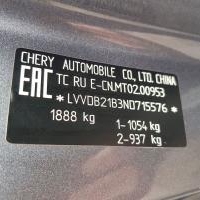 CHERY AUTOMOBILE CO., LTD. CHINA
EAC TC RU E-CN.MT02.00953
*LVVDB21B3ND715576*
1888 kg 1-1054 kg
2-937 kg